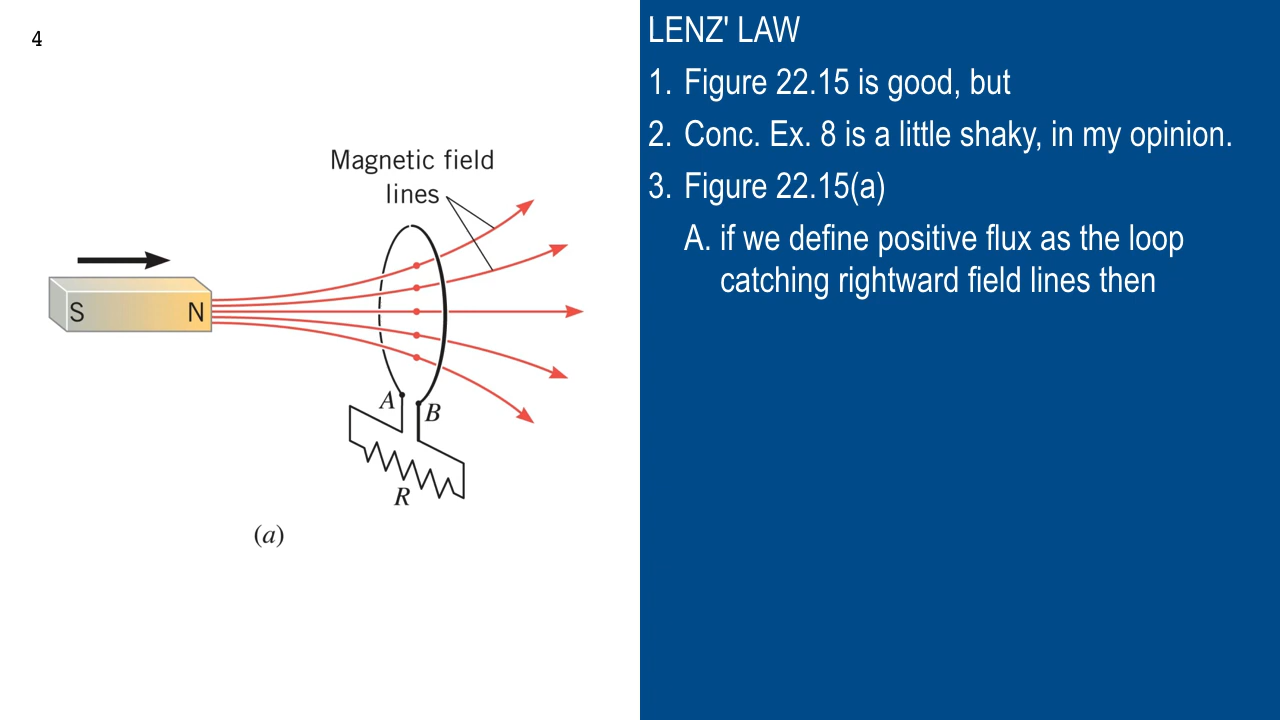 4
Magnetic field
lines
S
N
A
B
R
(a)
LENZ' LAW
1. Figure 22.15 is good, but
2. Conc. Ex. 8 is a little shaky, in my opinion.
3. Figure 22.15(a)
A. if we define positive flux as the loop
catching rightward field lines then